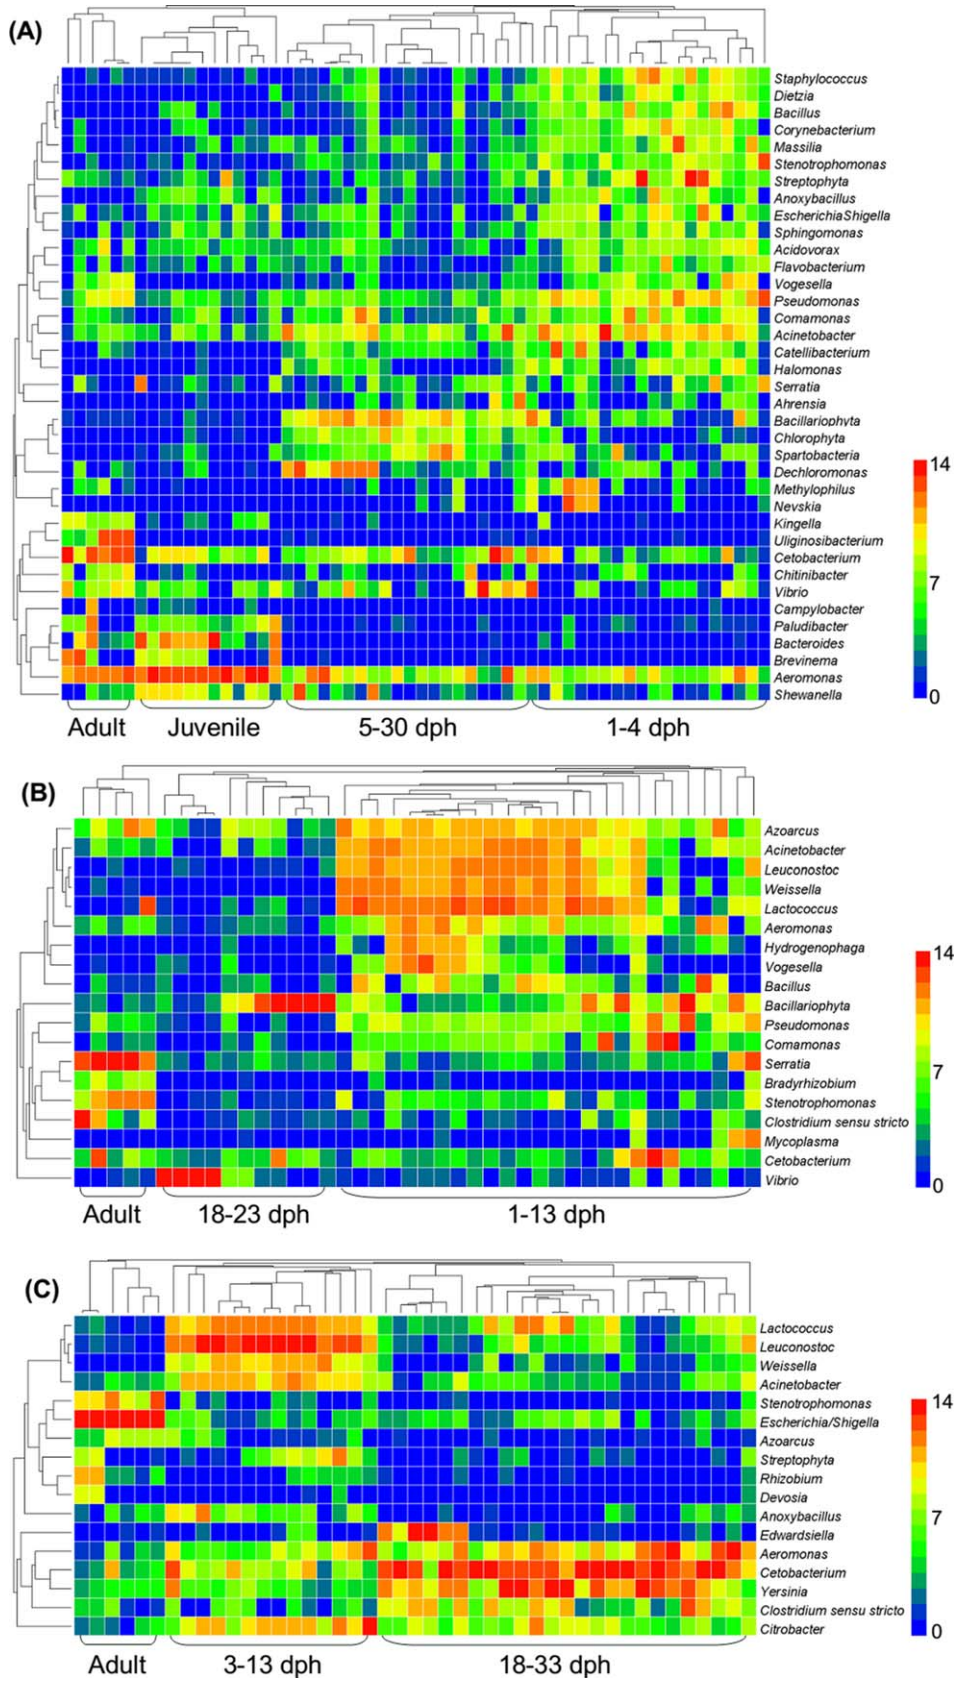 (A)
Staphylococcus
Dietzia
Bacillus
Corynebacterium
Massilia
Stenotrophomonas
Streptophyta
Anoxybacillus
EscherichiaShigella
Sphingomonas
Acidovorax
Flavobacterium
Vogesella
Pseudomonas
Comamonas
Acinetobacter
Catellibacterium
Halomonas
Serratia
Ahrensia
Bacillariophyta
Chlorophyta
Spartobacteria
Dechloromonas
Methylophilus
Nevskia
Kingella
Uliginosibacterium
Cetobacterium
Chitinibacter
Vibrio
Campylobacter
Paludibacter
Bacteroides
Brevinema
Aeromonas
Shewanella
14
7
0
Adult Juvenile 5-30 dph 1-4 dph
(B)
Azoarcus
Acinetobacter
Leuconostoc
Weissella
Lactococcus
Aeromonas
Hydrogenophaga
Vogesella
Bacillus
Bacillariophyta
Pseudomonas
Comamonas
Serratia
Bradyrhizobium
Stenotrophomonas
Clostridium sensu stricto
Mycoplasma
Cetobacterium
Vibrio
14
7
0
Adult 18-23 dph 1-13 dph
(C)
Lactococcus
Leuconostoc
Weissella
Acinetobacter
Stenotrophomonas
Escherichia/Shigella
Azoarcus
Streptophyta
Rhizobium
Devosia
Anoxybacillus
Edwardsiella
Aeromonas
Cetobacterium
Yersinia
Clostridium sensu stricto
Citrobacter
14
7
0
Adult 3-13 dph 18-33 dph